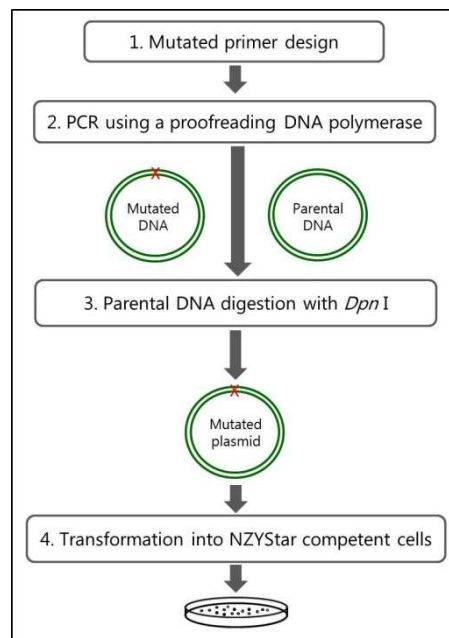 1. Mutated primer design
2. PCR using a proofreading DNA polymerase
Mutated
DNA
Parental
DNA
3. Parental DNA digestion with Dpn I
Mutated
plasmid
4. Transformation into NZYStar competent cells